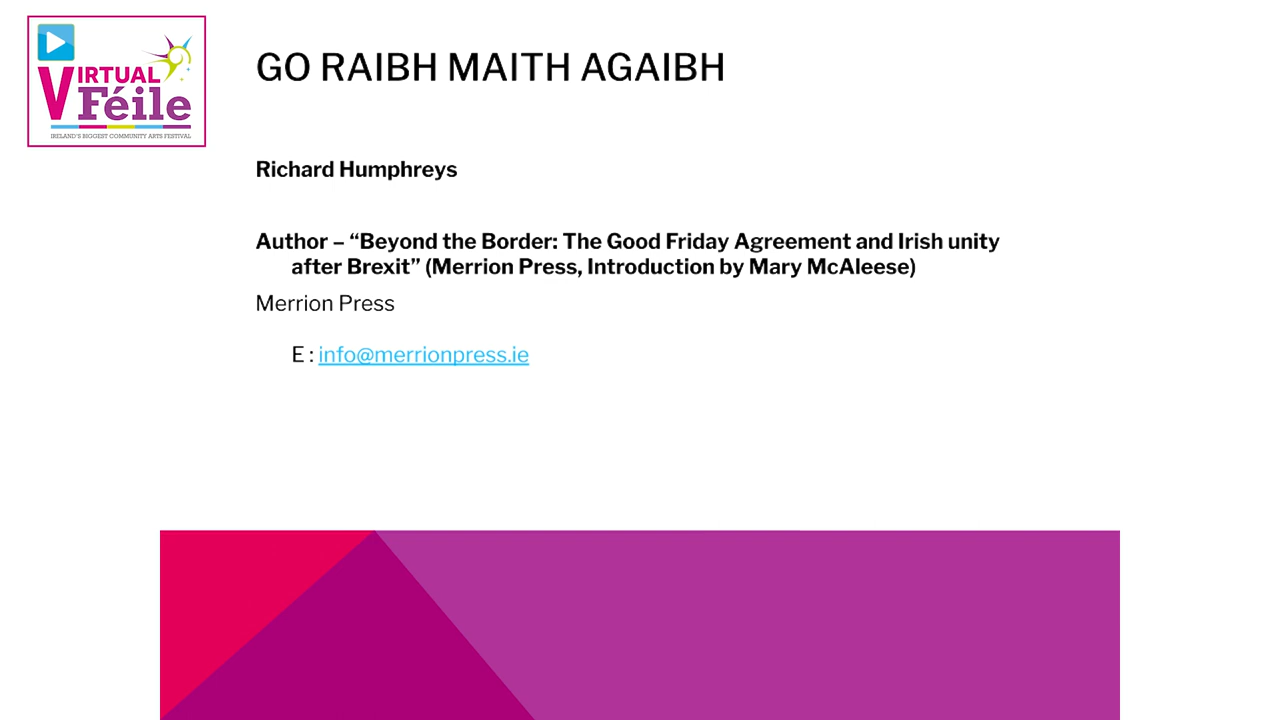 VIRTUAL
Féile
IRELAND'S BIGGEST COMMUNITY ARTS FESTIVAL
GO RAIBH MAITH AGAIBH
Richard Humphreys
Author – “Beyond the Border: The Good Friday Agreement and Irish unity
after Brexit” (Merrion Press, Introduction by Mary McAleese)
Merrion Press
E : info@merrionpress.ie